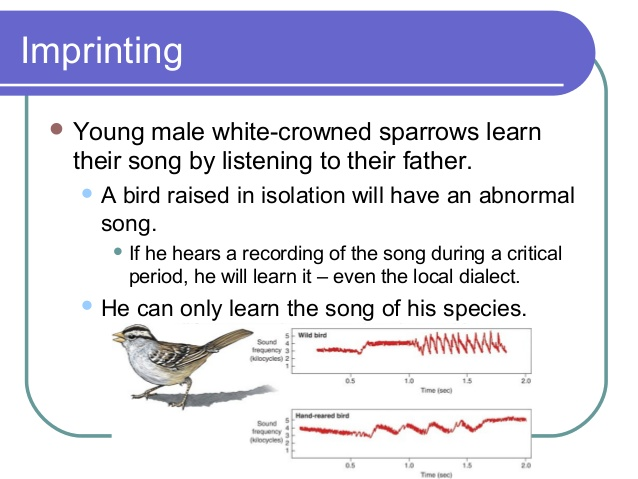 Imprinting
Young male white-crowned sparrows learn
their song by listening to their father.
A bird raised in isolation will have an abnormal
song.
If he hears a recording of the song during a critical
period, he will learn it – even the local dialect.
He can only learn the song of his species.
Sound
frequency
(kilocycles)
5
4
3
2
1
Wild bird
0.5 1.0 1.5 2.0
Time (sec)
Sound
frequency
(kilocycles)
5
4
3
2
1
Hand-reared bird
0.5 1.0 1.5 2.0
Time (sec)